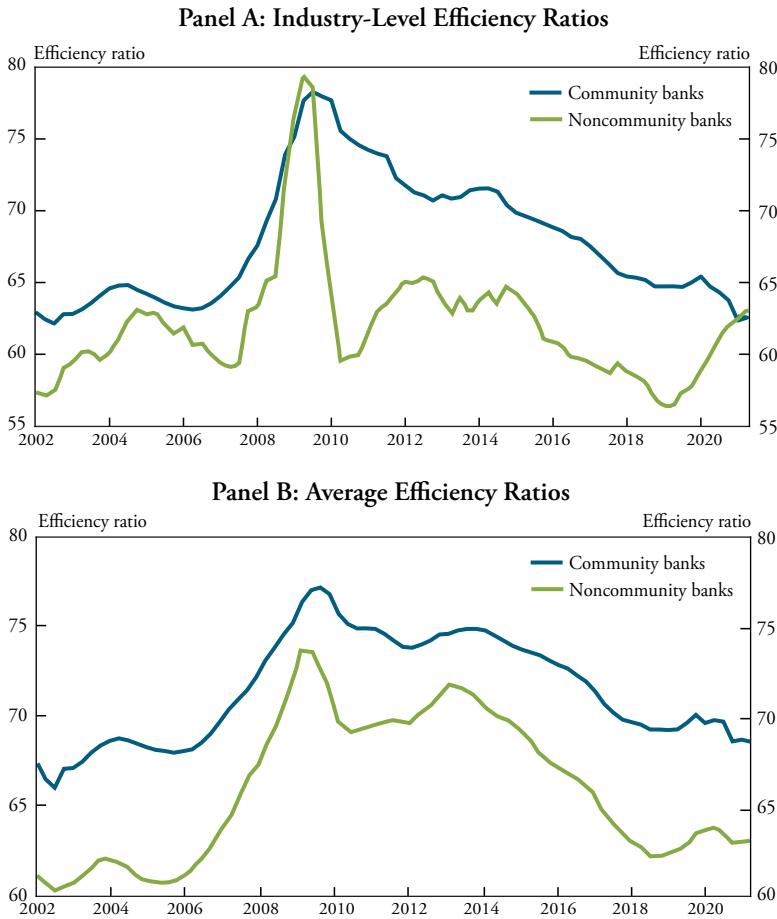 Panel A: Industry-Level Efficiency Ratios
Efficiency ratio Efficiency ratio
80 80
Community banks
Noncommunity banks
75 75
70 70
65 65
60 60
55 55
2002 2004 2006 2008 2010 2012 2014 2016 2018 2020
Panel B: Average Efficiency Ratios
Efficiency ratio Efficiency ratio
80 80
Community banks
Noncommunity banks
75 75
70 70
65 65
60 60
2002 2004 2006 2008 2010 2012 2014 2016 2018 2020